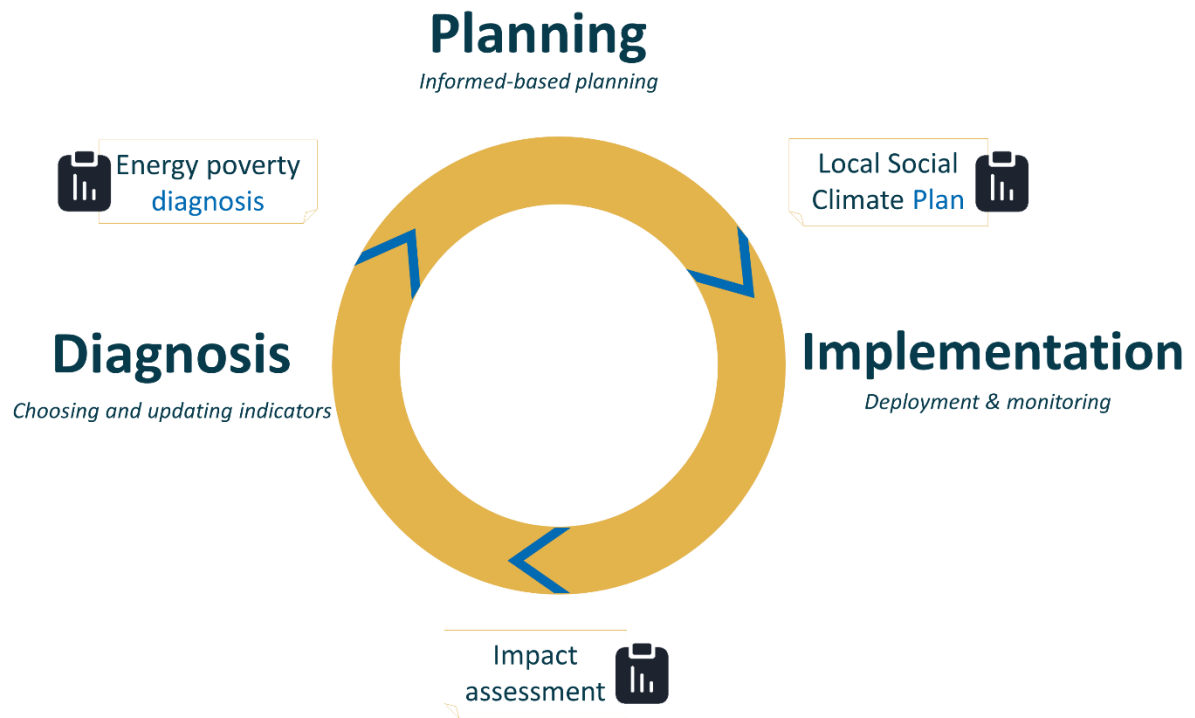 Planning
Informed-based planning
Energy poverty
diagnosis
Local Social
Climate Plan
Diagnosis
Choosing and updating indicators
Implementation
Deployment & monitoring
Impact
assessment